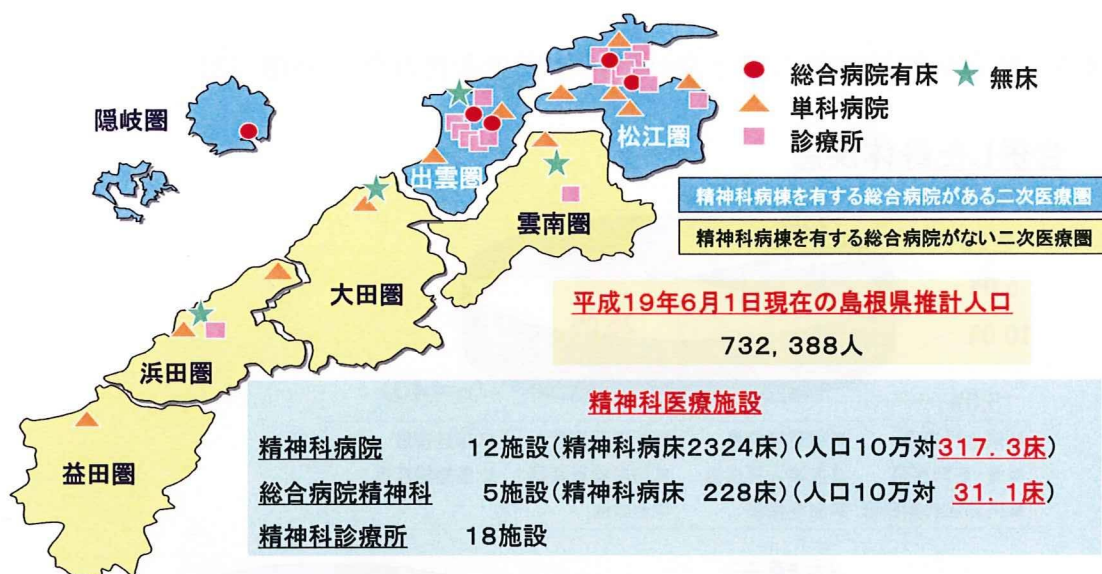 総合病院有床 無床
単科病院
診療所
隠岐圏
松江圏
出雲圏
雲南圏
精神科病棟を有する総合病院がある二次医療圏
精神科病棟を有する総合病院がない二次医療圏
大田圏
平成19年6月1日現在の島根県推計人口
732,388人
浜田圏
益田圏
精神科医療施設
精神科病院 12施設(精神科病床2324床)(人口10万対317.3床)
総合病院精神科 5施設(精神科病床 228床)(人口10万対 31.1床)
精神科診療所 18施設